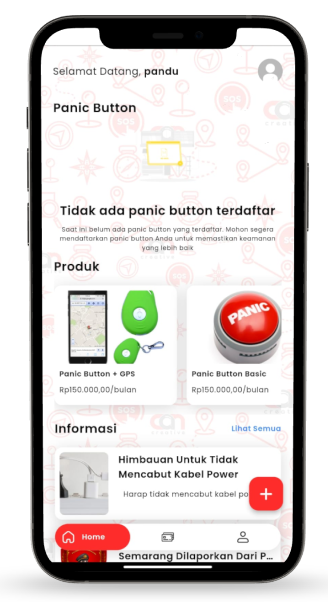 Selamat Datang, pandu
Panic Button
Tidak ada panic button terdaftar
Saat ini belum ada panic button yang terdaftar. Mohon segera
mendaftarkan panic button Anda untuk memastikan keamanan
yang lebih baik
Produk
PANIC
Panic Button + GPS
Rp150.000,00/bulan
Panic Button Basic
Rp150.000,00/bulan
Informasi
Lihat Semua
Himbauan Untuk Tidak
Mencabut Kabel Power
Harap tidak mencabut kabel po
Home
Semarang Dilaporkan Dari P...
SOS